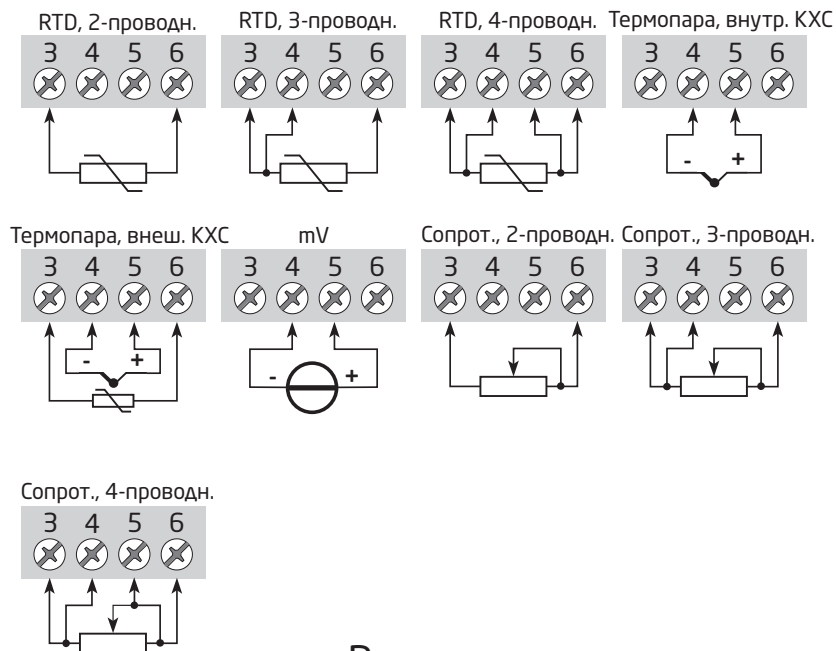 RTD, 2-проводн. RTD, 3-проводн. RTD, 4-проводн. Термопара, внутр. КХС
3 4 5 6 3 4 5 6 3 4 5 6 3 4 5 6
- +
Термопара, внеш. КХС mV Сопрот., 2-проводн. Сопрот., 3-проводн.
3 4 5 6 3 4 5 6 3 4 5 6 3 4 5 6
- + - +
Сопрот., 4-проводн.
3 4 5 6